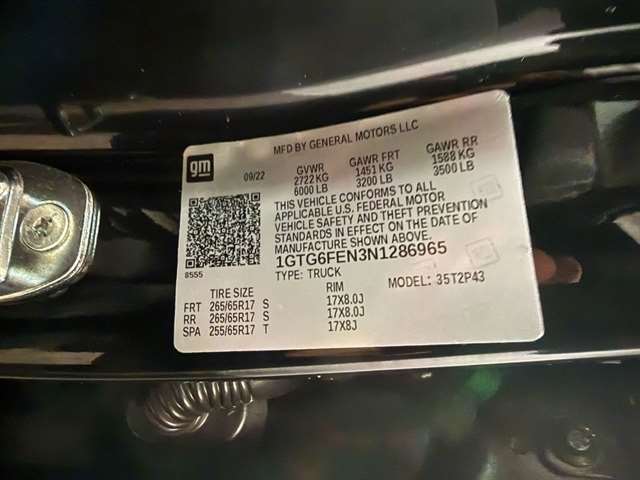 MFD BY GENERAL MOTORS LLC
gm
09/22
GVWR GAWR FRT GAWR RR
2722 KG 1451 KG 1588 KG
6000 LB 3200 LB 3500 LB
THIS VEHICLE CONFORMS TO ALL
APPLICABLE U.S. FEDERAL MOTOR
VEHICLE SAFETY AND THEFT PREVENTION
STANDARDS IN EFFECT ON THE DATE OF
MANUFACTURE SHOWN ABOVE.
1GTG6FEN3N1286965
8555
TYPE: TRUCK MODEL: 35T2P43
TIRE SIZE RIM
FRT 265/65R17 S 17X8.0J
RR 265/65R17 S 17X8.0J
SPA 255/65R17 T 17X8J